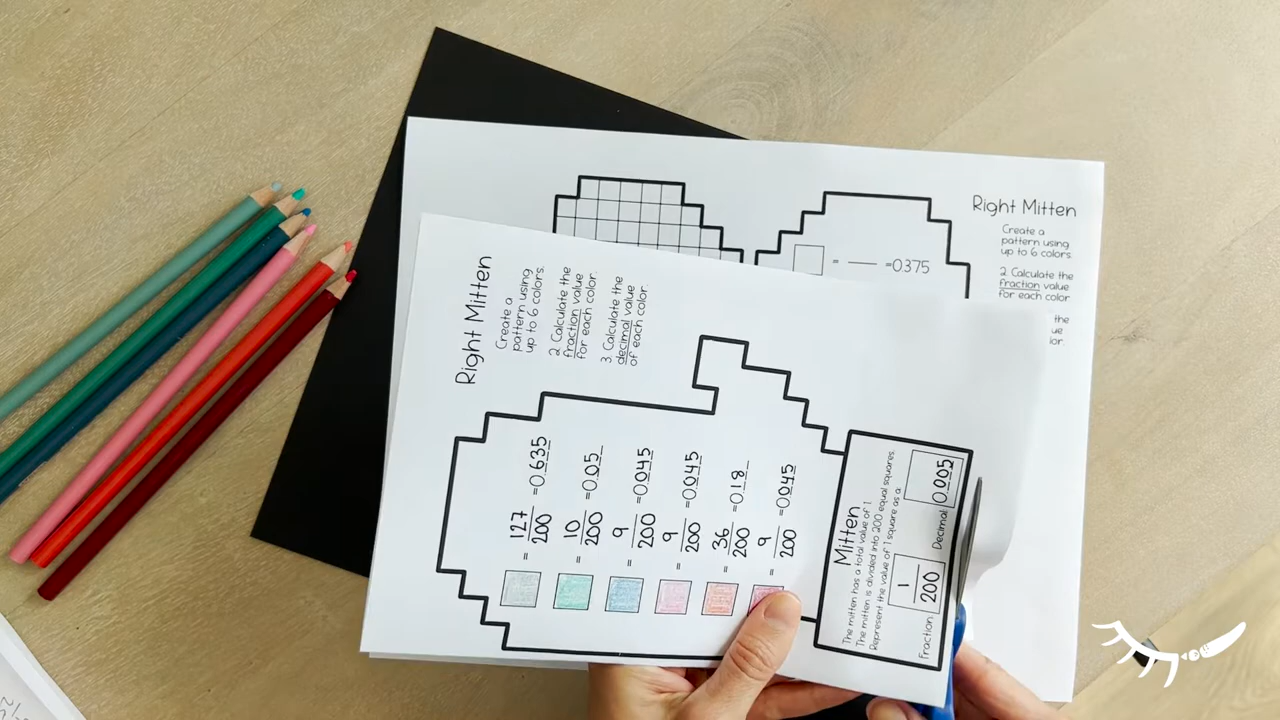 Right Mitten
Create a
pattern using
up to 6 colors.
2. Calculate the
fraction value
for each color
the
ue
lor.
= — =0.375
Right Mitten
Create a
pattern using
up to 6 colors.
2. Calculate the
fraction value
for each color.
3. Calculate the
decimal value
of each color.
= 127/200 =0.635
= 10/200 =0.05
= 9/200 =0.045
= 9/200 =0.045
= 36/200 =0.18
= 9/200 =0.045
Mitten
The mitten has a total value of 1
The mitten is divided into 200 equal squares.
Represent the value of 1 square as a
Fraction 1/200 Decimal 0.005